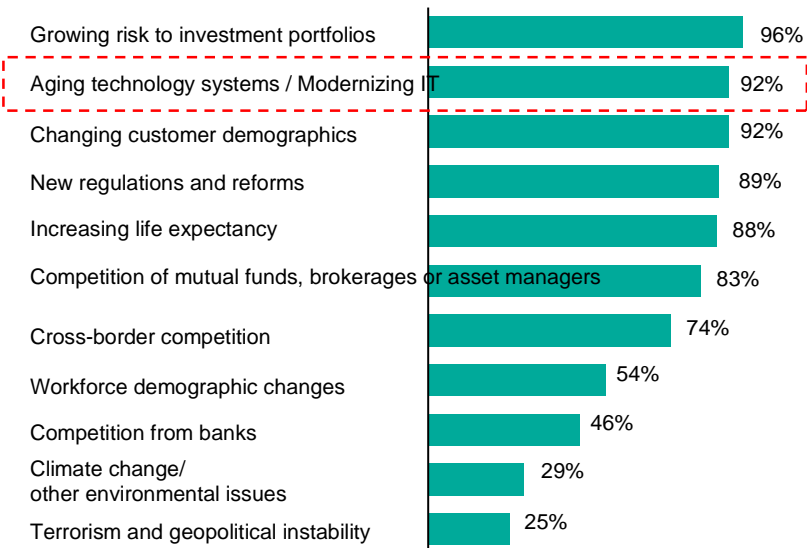 Growing risk to investment portfolios 96%
Aging technology systems / Modernizing IT 92%
Changing customer demographics 92%
New regulations and reforms 89%
Increasing life expectancy 88%
Competition of mutual funds, brokerages or asset managers 83%
Cross-border competition 74%
Workforce demographic changes 54%
Competition from banks 46%
Climate change/
other environmental issues 29%
Terrorism and geopolitical instability 25%